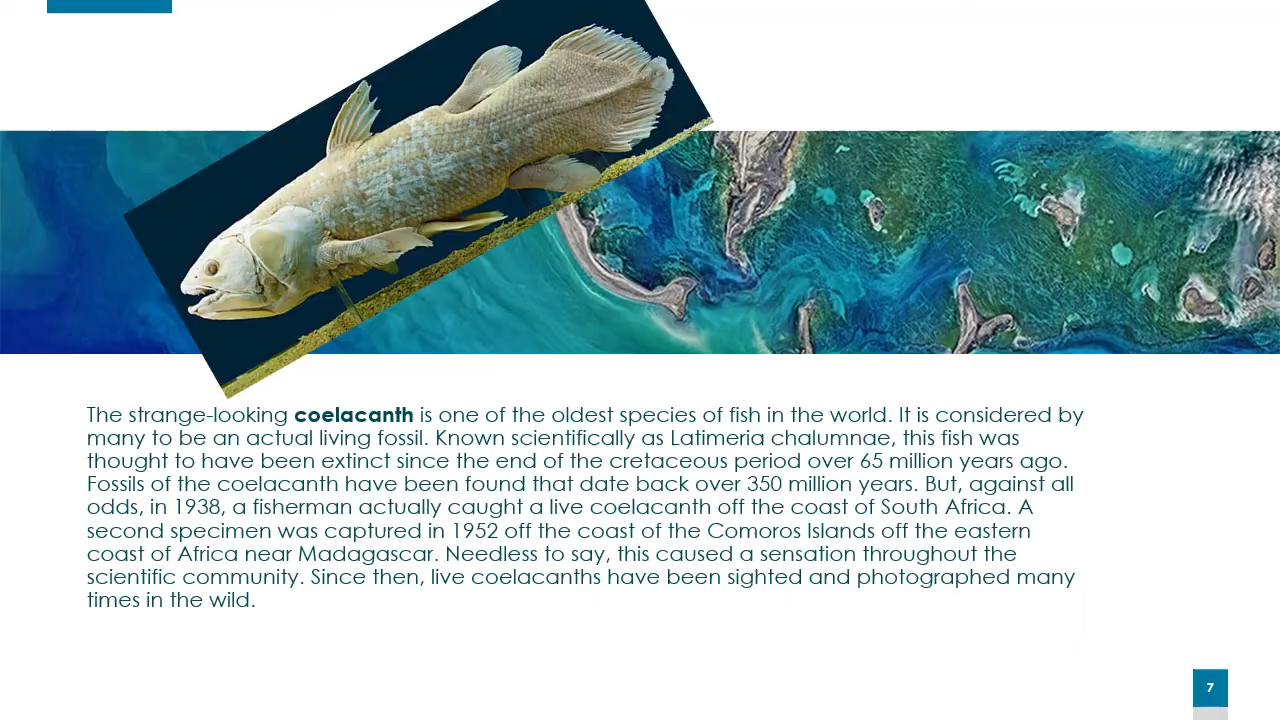 The strange-looking coelacanth is one of the oldest species of fish in the world. It is considered by
many to be an actual living fossil. Known scientifically as Latimeria chalumnae, this fish was
thought to have been extinct since the end of the cretaceous period over 65 million years ago.
Fossils of the coelacanth have been found that date back over 350 million years. But, against all
odds, in 1938, a fisherman actually caught a live coelacanth off the coast of South Africa. A
second specimen was captured in 1952 off the coast of the Comoros Islands off the eastern
coast of Africa near Madagascar. Needless to say, this caused a sensation throughout the
scientific community. Since then, live coelacanths have been sighted and photographed many
times in the wild.
7